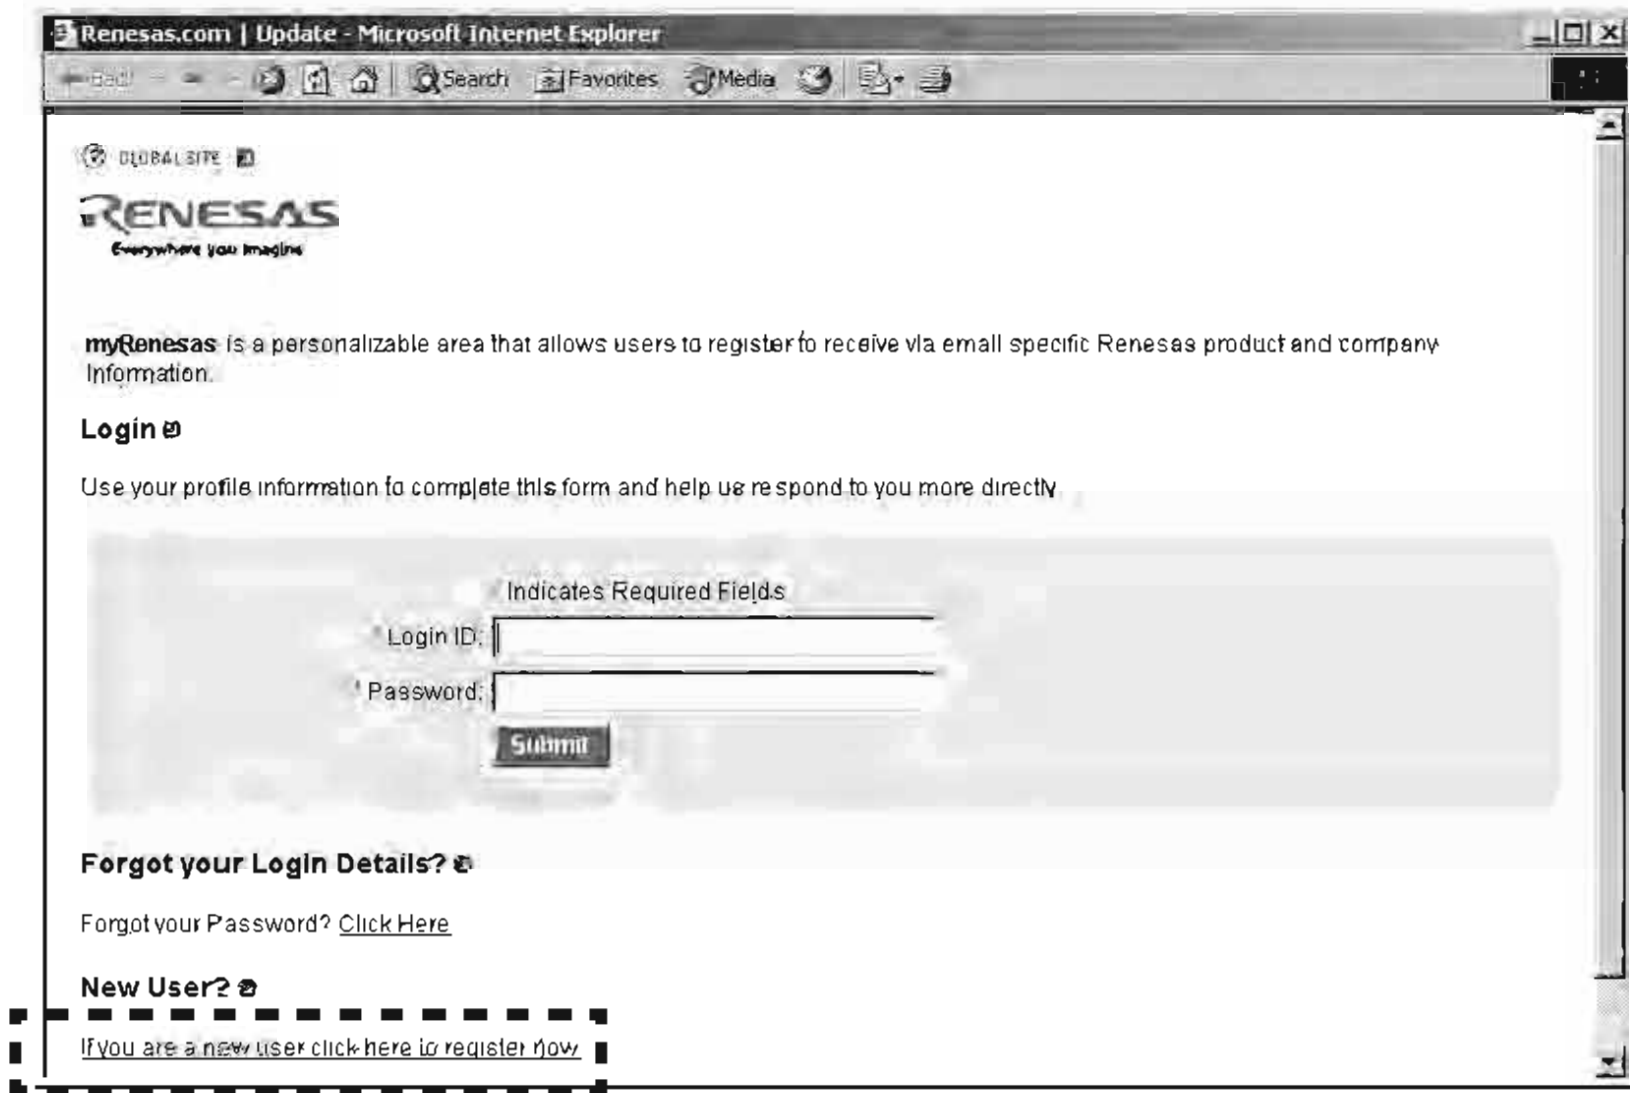 Renesas.com | Update - Microsoft Internet Explorer
Back Search Favorites Media
GLOBAL SITE
RENESAS
Everywhere you imagine
myRenesas is a personalizable area that allows users to register to receive via email specific Renesas product and company
Information.
Login
Use your profile information to complete this form and help us respond to you more directly
* Indicates Required Fields
* Login ID:
* Password:
Submit
Forgot your Login Details?
Forgot your Password? Click Here
New User?
If you are a new user click here to register now